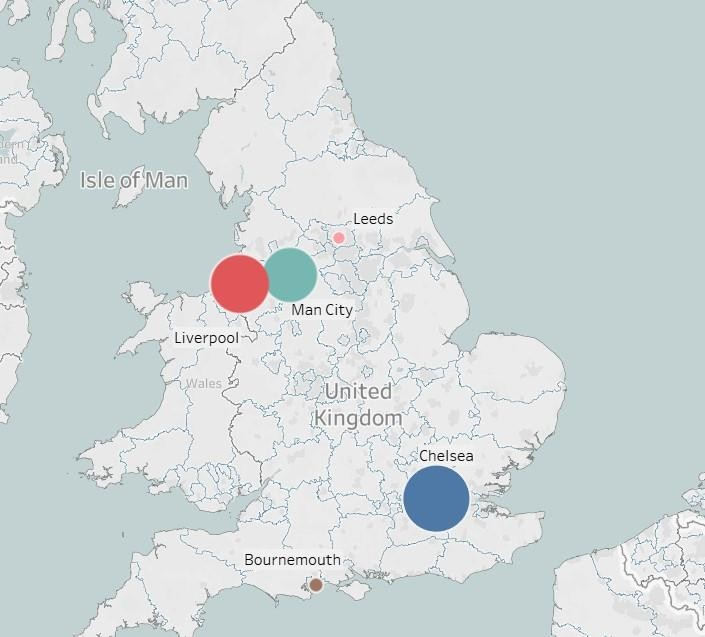 Isle of Man
Leeds
Man City
Liverpool
Wales
United
Kingdom
Chelsea
Bournemouth